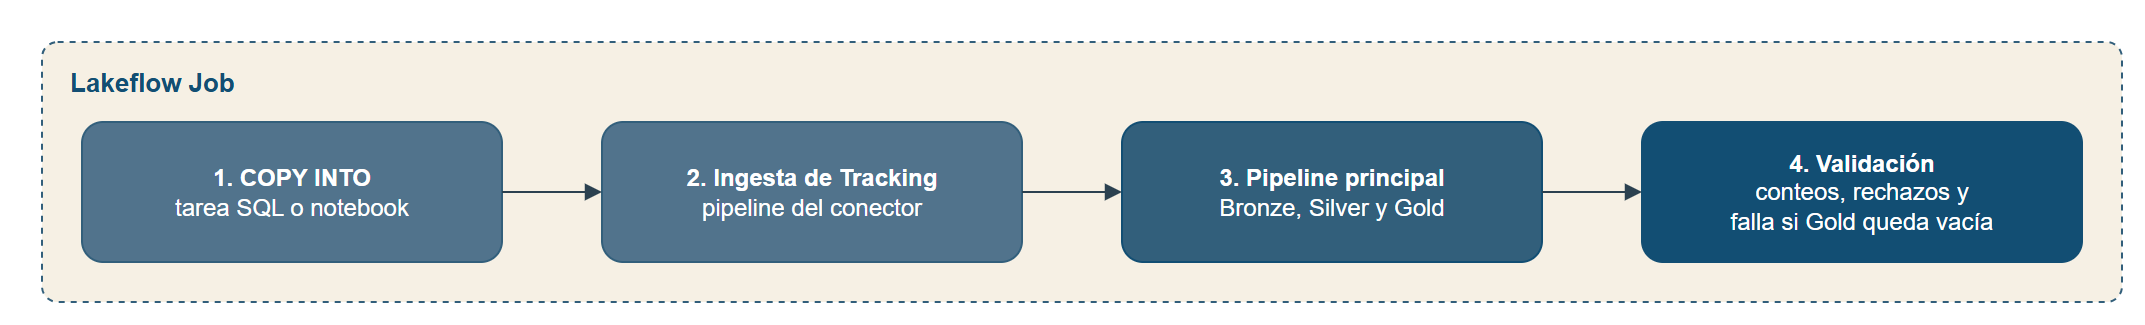 Lakeflow Job
1. COPY INTO
tarea SQL o notebook
2. Ingesta de Tracking
pipeline del conector
3. Pipeline principal
Bronze, Silver y Gold
4. Validación
conteos, rechazos y
falla si Gold queda vacía